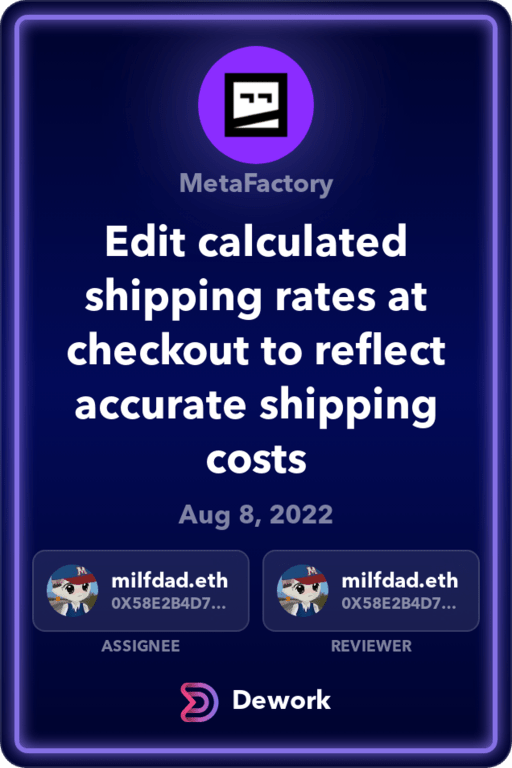 MetaFactory
Edit calculated
shipping rates at
checkout to reflect
accurate shipping
costs
Aug 8, 2022
milfdad.eth
0X58E2B4D7...
ASSIGNEE
milfdad.eth
0X58E2B4D7...
REVIEWER
Dework